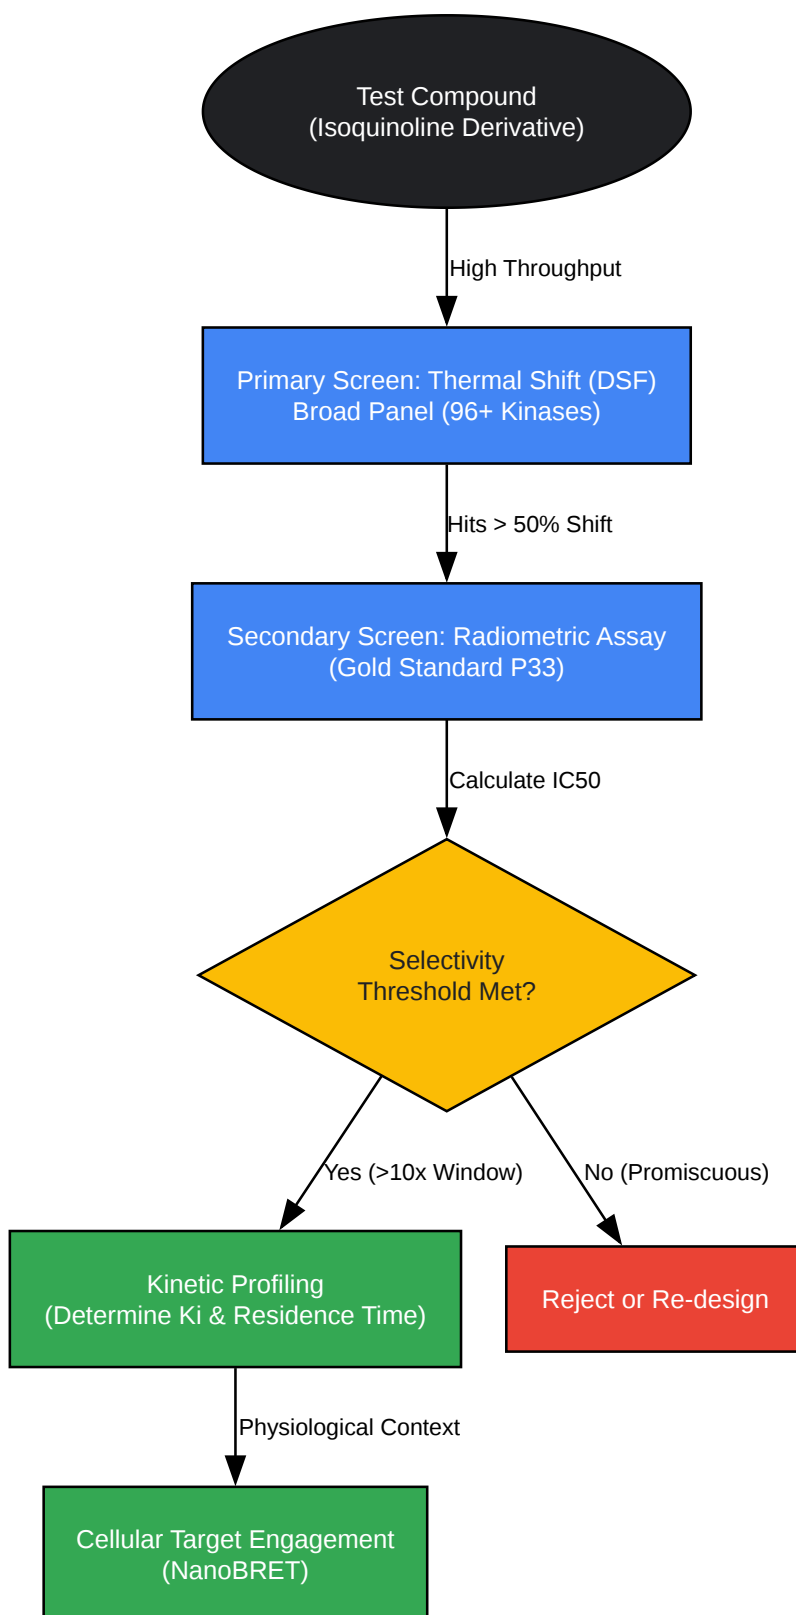 Test Compound
(Isoquinoline Derivative)
High Throughput
Primary Screen: Thermal Shift (DSF)
Broad Panel (96+ Kinases)
Hits > 50% Shift
Secondary Screen: Radiometric Assay
(Gold Standard P33)
Calculate IC50
Selectivity
Threshold Met?
Yes (>10x Window)
No (Promiscuous)
Kinetic Profiling
(Determine Ki & Residence Time)
Reject or Re-design
Physiological Context
Cellular Target Engagement
(NanoBRET)